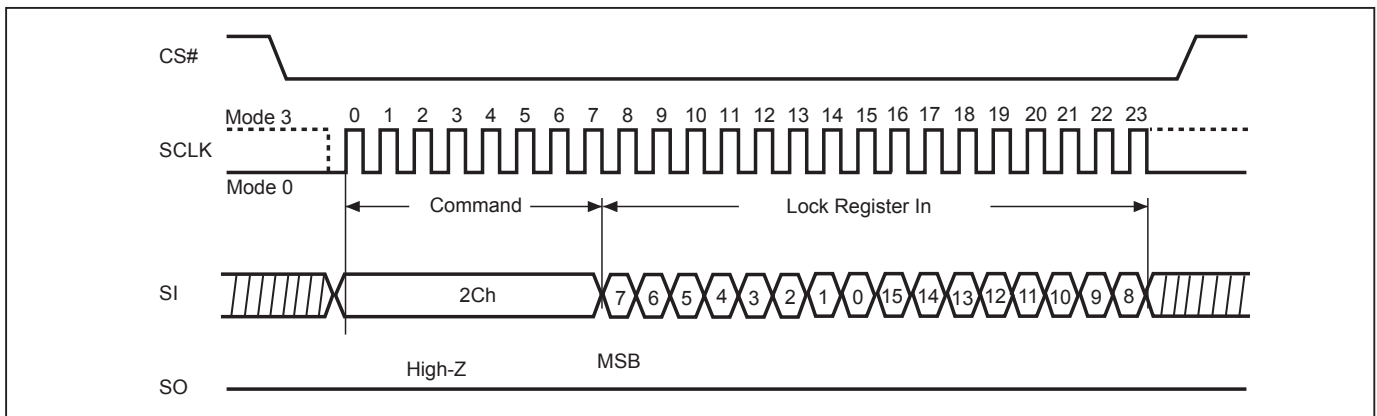 CS#
Mode 3
0 1 2 3 4 5 6 7 8 9 10 11 12 13 14 15 16 17 18 19 20 21 22 23
SCLK
Mode 0
Command
Lock Register In
SI
2Ch
7 6 5 4 3 2 1 0 15 14 13 12 11 10 9 8
High-Z
MSB
SO